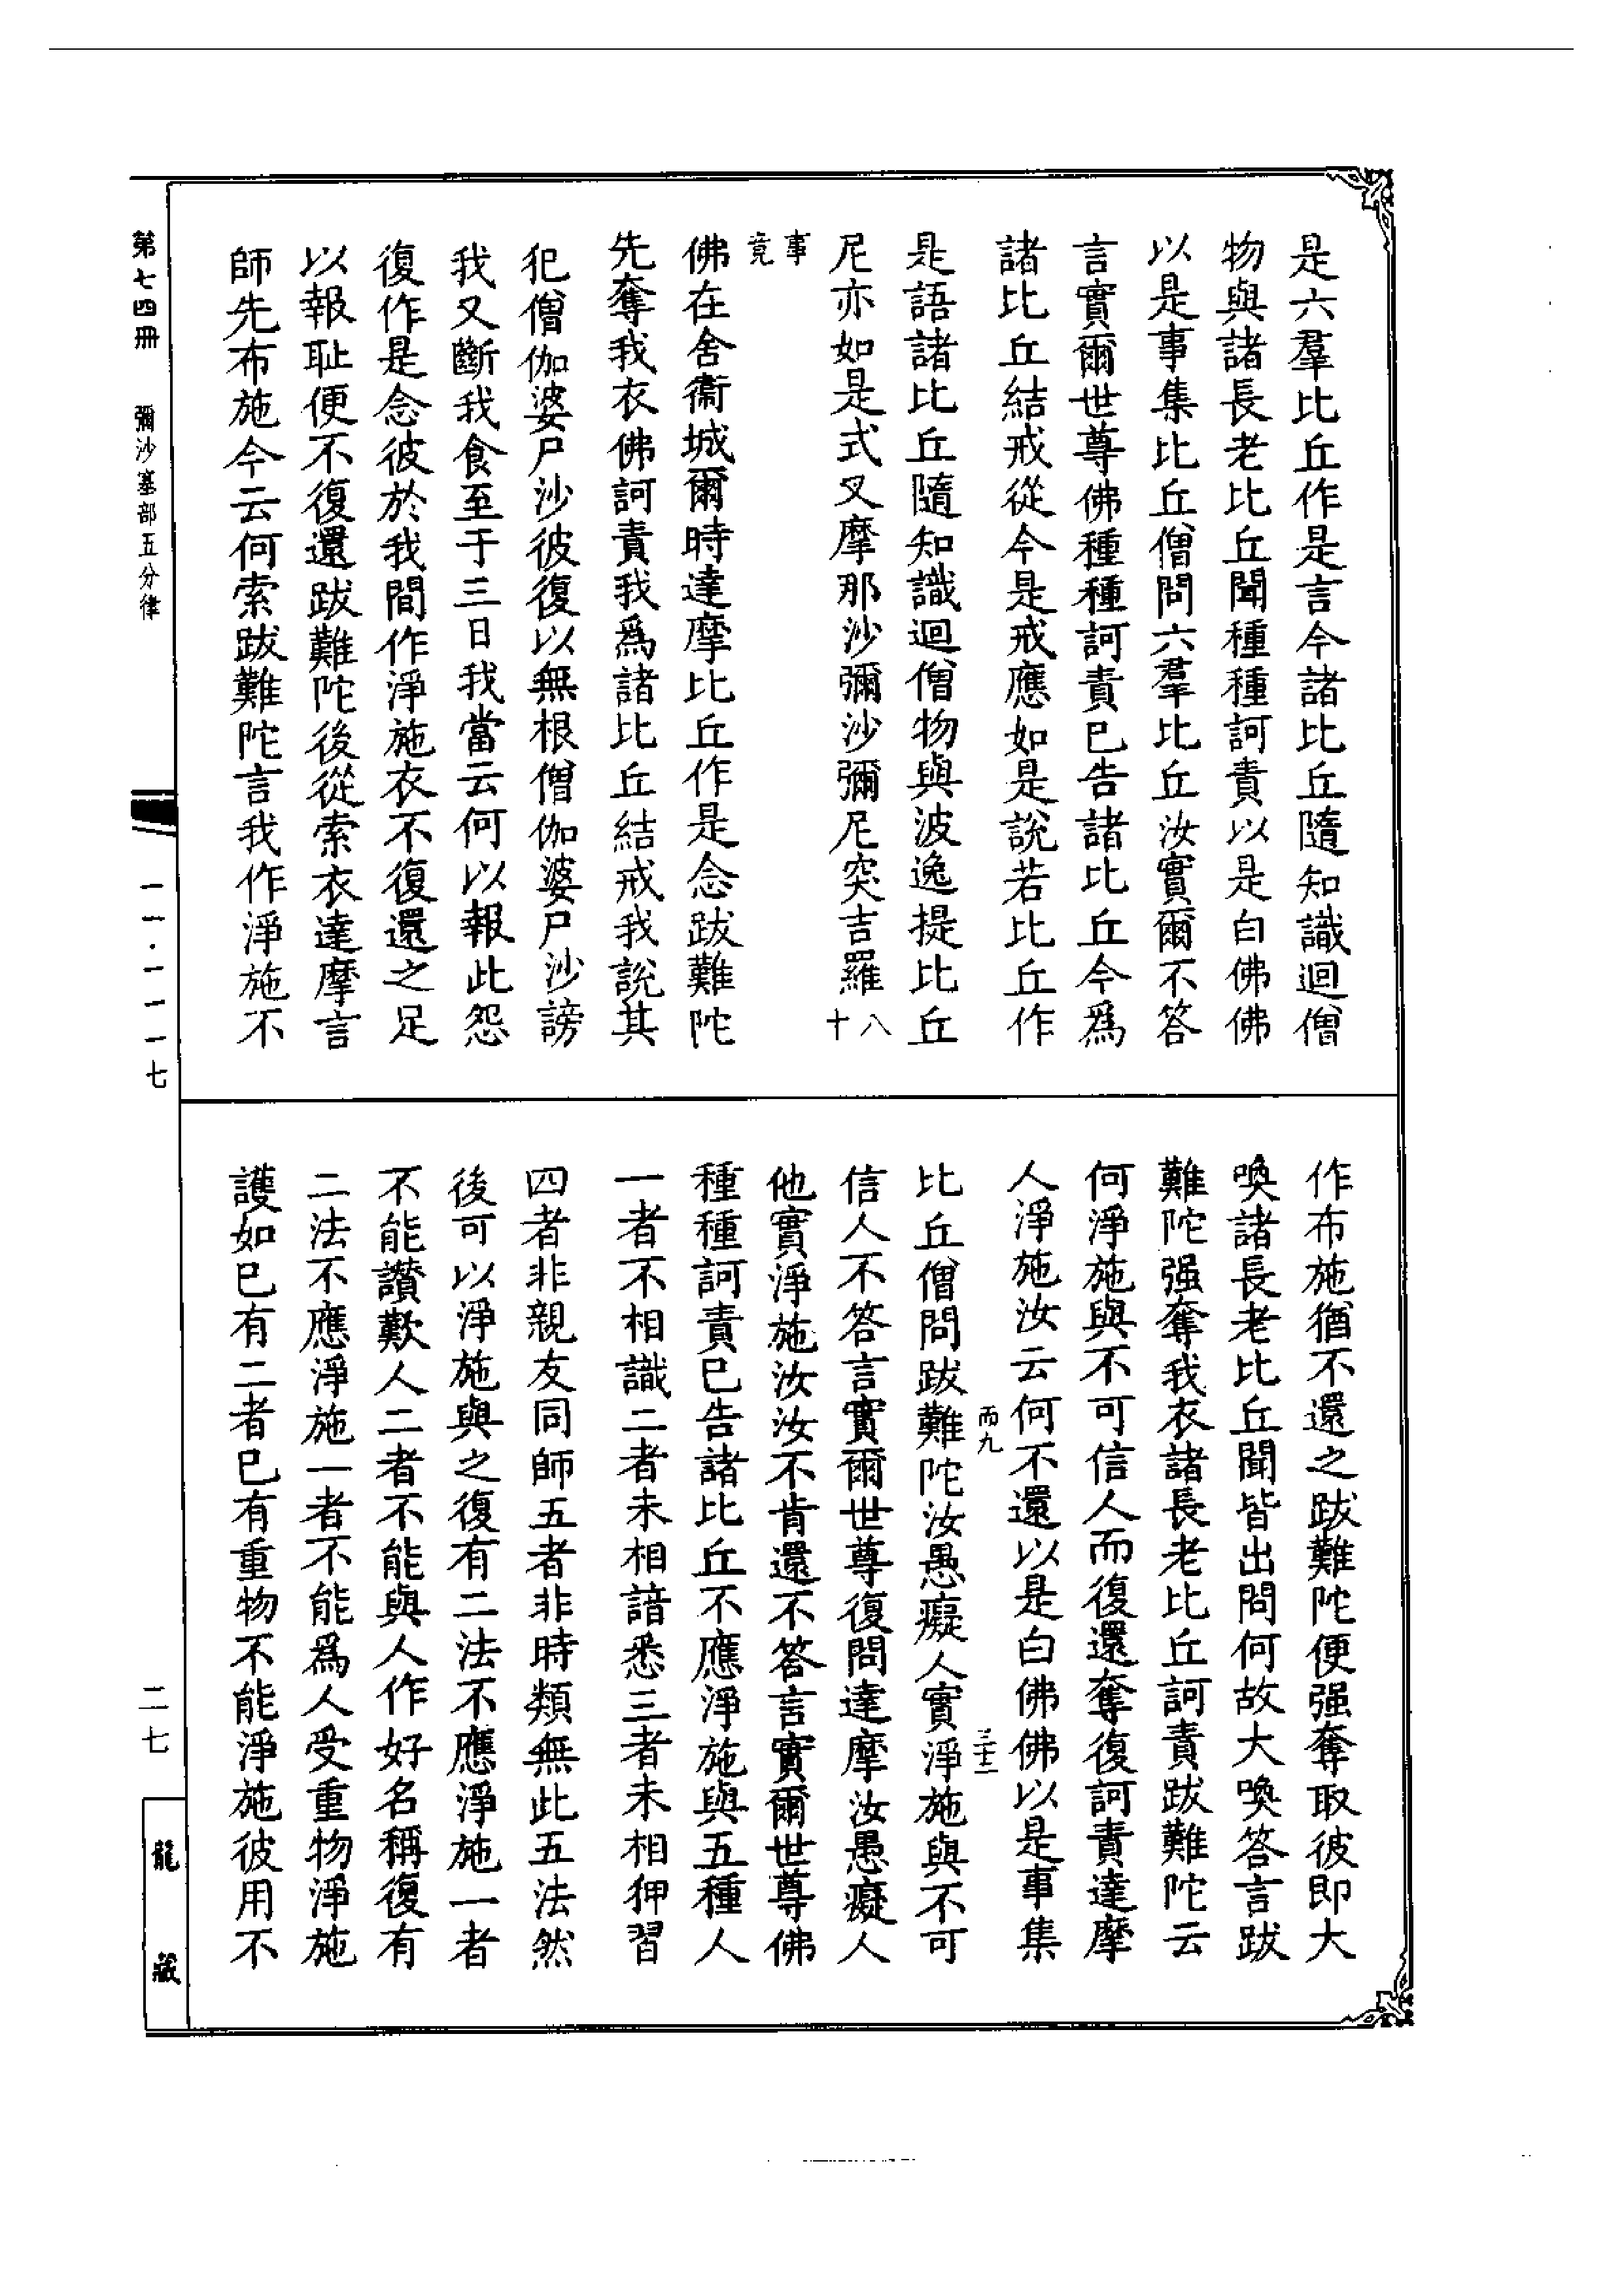 是六羣比丘作是言今諸比丘隨知識迴僧
物與諸長老比丘聞種種訶責以是白佛佛
以是事集比丘僧問六羣比丘汝實爾不答
言實爾世尊佛種種訶責已告諸比丘今爲
諸比丘結戒從今是戒應如是說若比丘作
是語諸比丘隨知識迴僧物與波逸提比丘
尼亦如是式叉摩那沙彌沙彌尼突吉羅八十
事竟
佛在舍衞城爾時達摩比丘作是念跋難陀
先奪我衣佛訶責我爲諸比丘結戒我說其
犯僧伽婆尸沙彼復以無根僧伽婆尸沙謗
我又斷我食至于三日我當云何以報此怨
復作是念彼於我間作淨施衣不復還之足
以報耻便不復還跋難陀後從索衣達摩言
師先布施今云何索跋難陀言我作淨施不
作布施猶不還之跋難陀便强奪取彼即大
喚諸長老比丘聞皆出問何故大喚答言跋
難陀强奪我衣諸長老比丘訶責跋難陀云
何淨施與不可信人而復還奪復訶責達摩
人淨施汝云何不還以是白佛佛以是事集
而九 三十二
比丘僧問跋難陀汝愚癡人實淨施與不可
信人不答言實爾世尊復問達摩汝愚癡人
他實淨施汝汝不肯還不答言實爾世尊佛
種種訶責已告諸比丘不應淨施與五種人
一者不相識二者未相諳悉三者未相狎習
四者非親友同師五者非時類無此五法然
後可以淨施與之復有二法不應淨施一者
不能讚歎人二者不能與人作好名稱復有
二法不應淨施一者不能爲人受重物淨施
護如已有二者已有重物不能淨施彼用不
第七四冊 彌沙塞部五分律 一一·一一一七 二七 龍藏